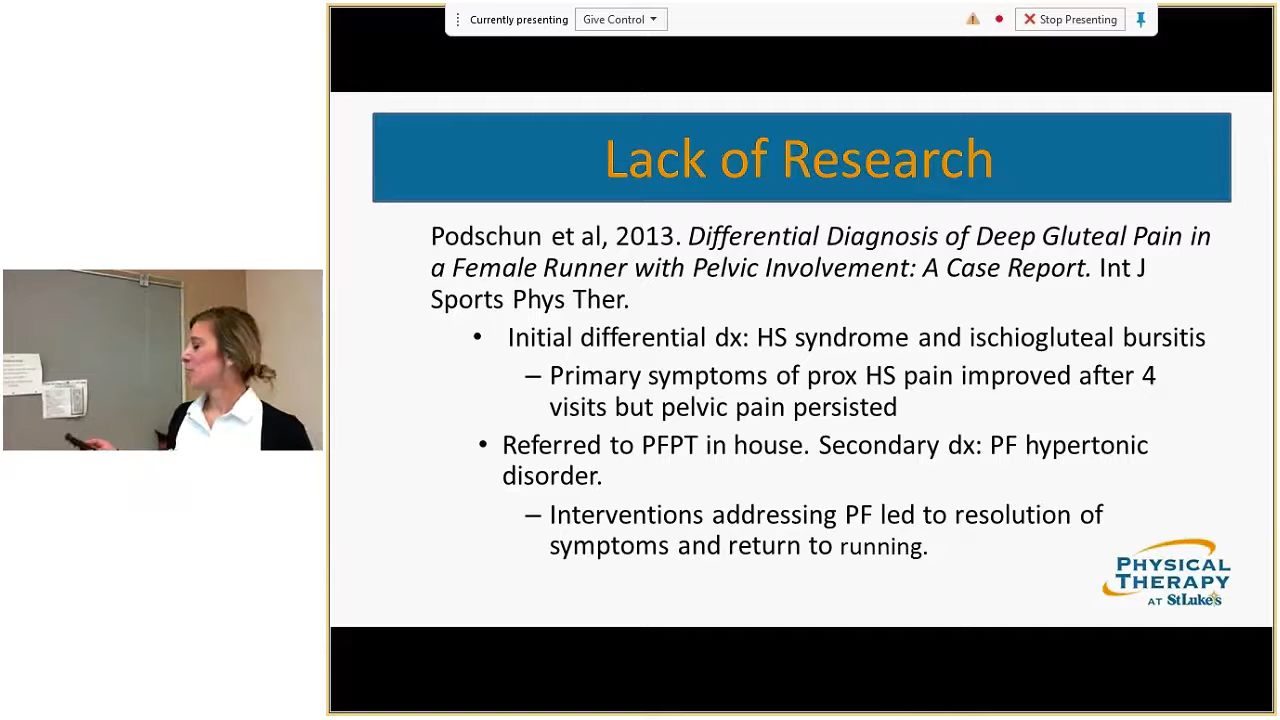 Currently presenting
Give Control
Stop Presenting
Lack of Research
Podschun et al, 2013. Differential Diagnosis of Deep Gluteal Pain in
a Female Runner with Pelvic Involvement: A Case Report. Int J
Sports Phys Ther.
• Initial differential dx: HS syndrome and ischiogluteal bursitis
– Primary symptoms of prox HS pain improved after 4
visits but pelvic pain persisted
• Referred to PFPT in house. Secondary dx: PF hypertonic
disorder.
– Interventions addressing PF led to resolution of
symptoms and return to running.
PHYSICAL
THERAPY
AT StLuke's